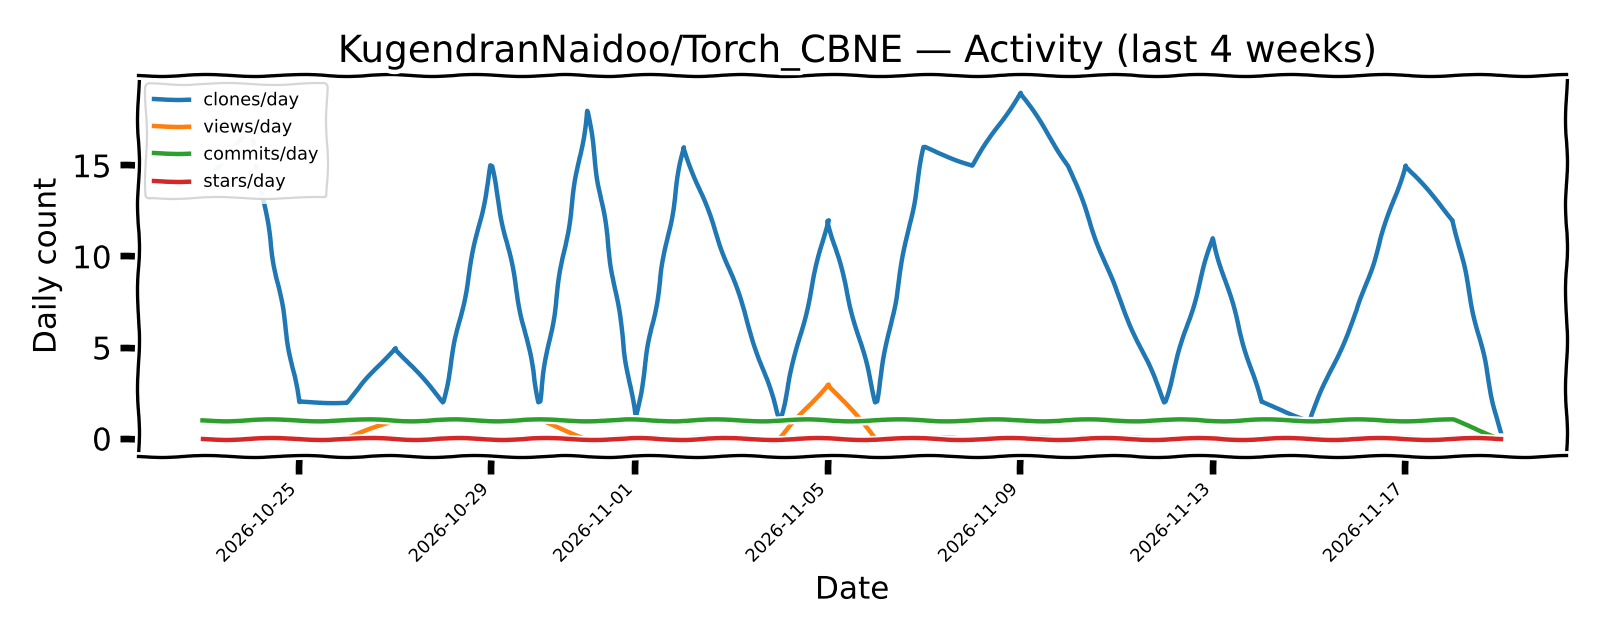 KugendranNaidoo/Torch_CBNE — Activity (last 4 weeks)
clones/day
views/day
commits/day
stars/day
Daily count
15
10
5
0
2026-10-25
2026-10-29
2026-11-01
2026-11-05
2026-11-09
2026-11-13
2026-11-17
Date